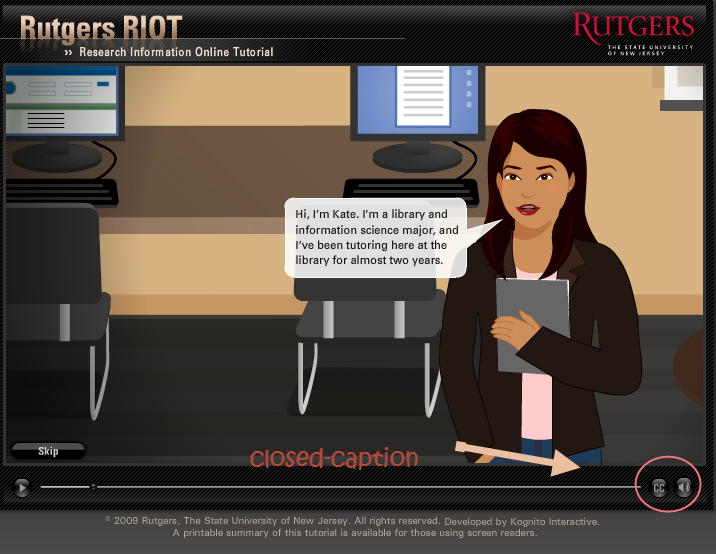 Rutgers RIOT
›› Research Information Online Tutorial
RUTGERS
THE STATE UNIVERSITY
OF NEW JERSEY
Hi, I'm Kate. I'm a library and
information science major, and
I've been tutoring here at the
library for almost two years.
Skip
closed-caption
CC
© 2009 Rutgers, The State University of New Jersey. All rights reserved. Developed by Kognito Interactive.
A printable summary of this tutorial is available for those using screen readers.